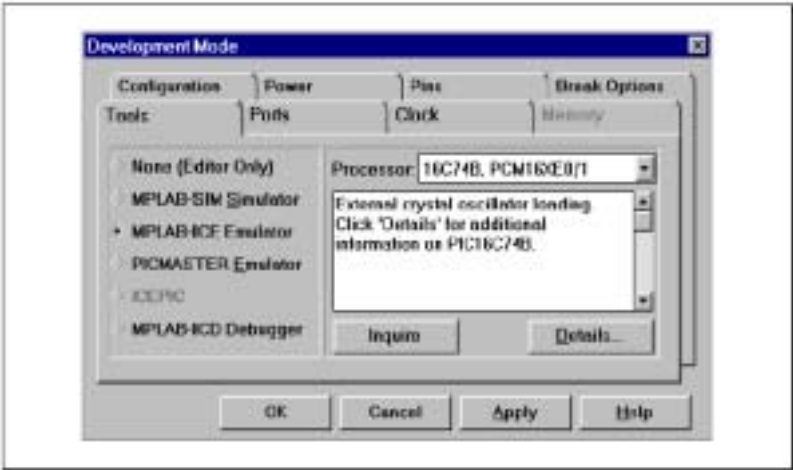 Development Mode
Configuration Power Pins Break Options
Tools Ports Clock Memory
None (Editor Only)
MPLAB-SIM Simulator
MPLAB-ICE Emulator
PICMASTER Emulator
ICEPIC
MPLAB-ICD Debugger
Processor: 16C74B, PCM16XE0/1
External crystal oscillator loading.
Click 'Details' for additional
information on PIC16C74B.
Inquire Details...
OK Cancel Apply Help